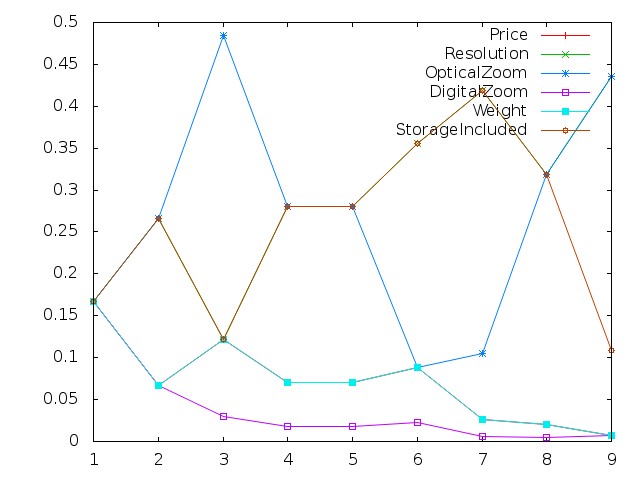 0.5
0.45
0.4
0.35
0.3
0.25
0.2
0.15
0.1
0.05
0
1 2 3 4 5 6 7 8 9
Price
Resolution
OpticalZoom
DigitalZoom
Weight
StorageIncluded